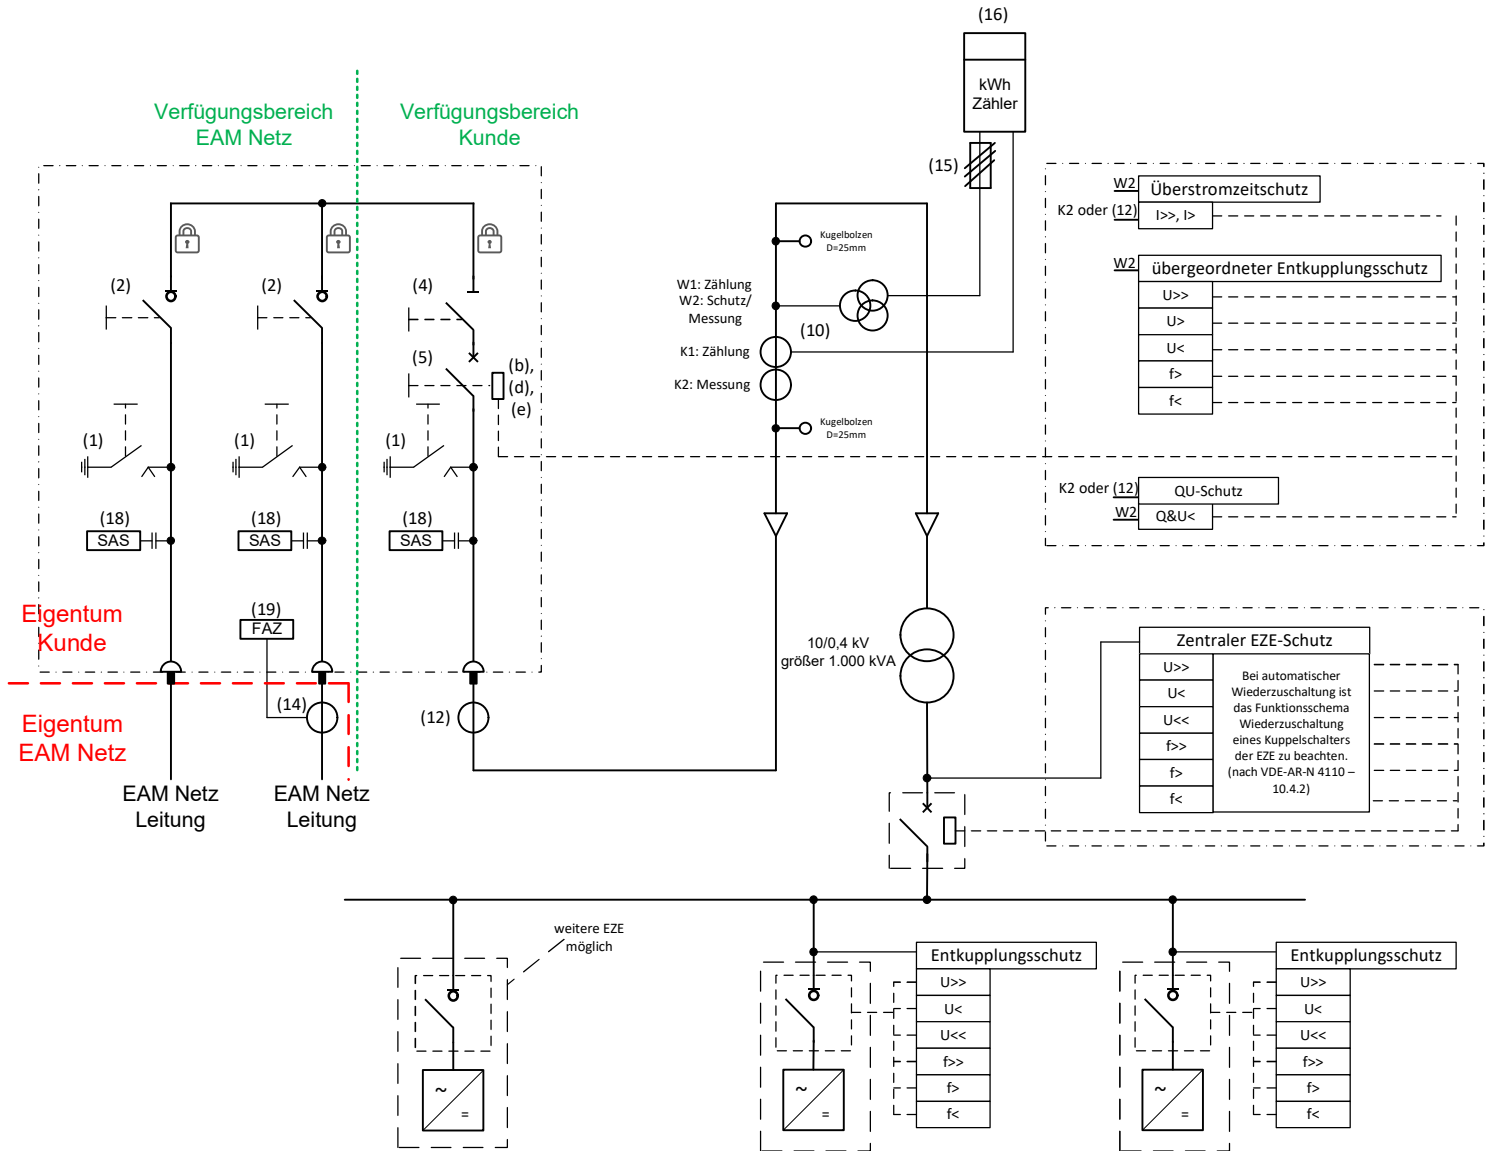 (16)
kWh
Zähler
(15)
Verfügungsbereich
EAM Netz
Verfügungsbereich
Kunde
(2)
(2)
(4)
(5)
(b),
(d),
(e)
(1)
(1)
(1)
(18)
SAS
(18)
SAS
(18)
SAS
(19)
FAZ
Eigentum
Kunde
Eigentum
EAM Netz
(14)
(12)
EAM Netz
Leitung
EAM Netz
Leitung
Kugelbolzen
D=25mm
W1: Zählung
W2: Schutz/
Messung
(10)
K1: Zählung
K2: Messung
Kugelbolzen
D=25mm
10/0,4 kV
größer 1.000 kVA
W2
Überstromzeitschutz
K2 oder (12)
I>>, I>
W2
übergeordneter Entkupplungsschutz
U>>
U>
U<
f>
f<
K2 oder (12)
QU-Schutz
W2
Q&U<
Zentraler EZE-Schutz
U>>
U<
U<<
f>>
f>
f<
Bei automatischer
Wiederzuschaltung ist
das Funktionsschema
Wiederzuschaltung
eines Kuppelschalters
der EZE zu beachten.
(nach VDE-AR-N 4110 –
10.4.2)
weitere EZE
möglich
~
=
Entkupplungsschutz
U>>
U<
U<<
f>>
f>
f<
~
=
Entkupplungsschutz
U>>
U<
U<<
f>>
f>
f<
~
=